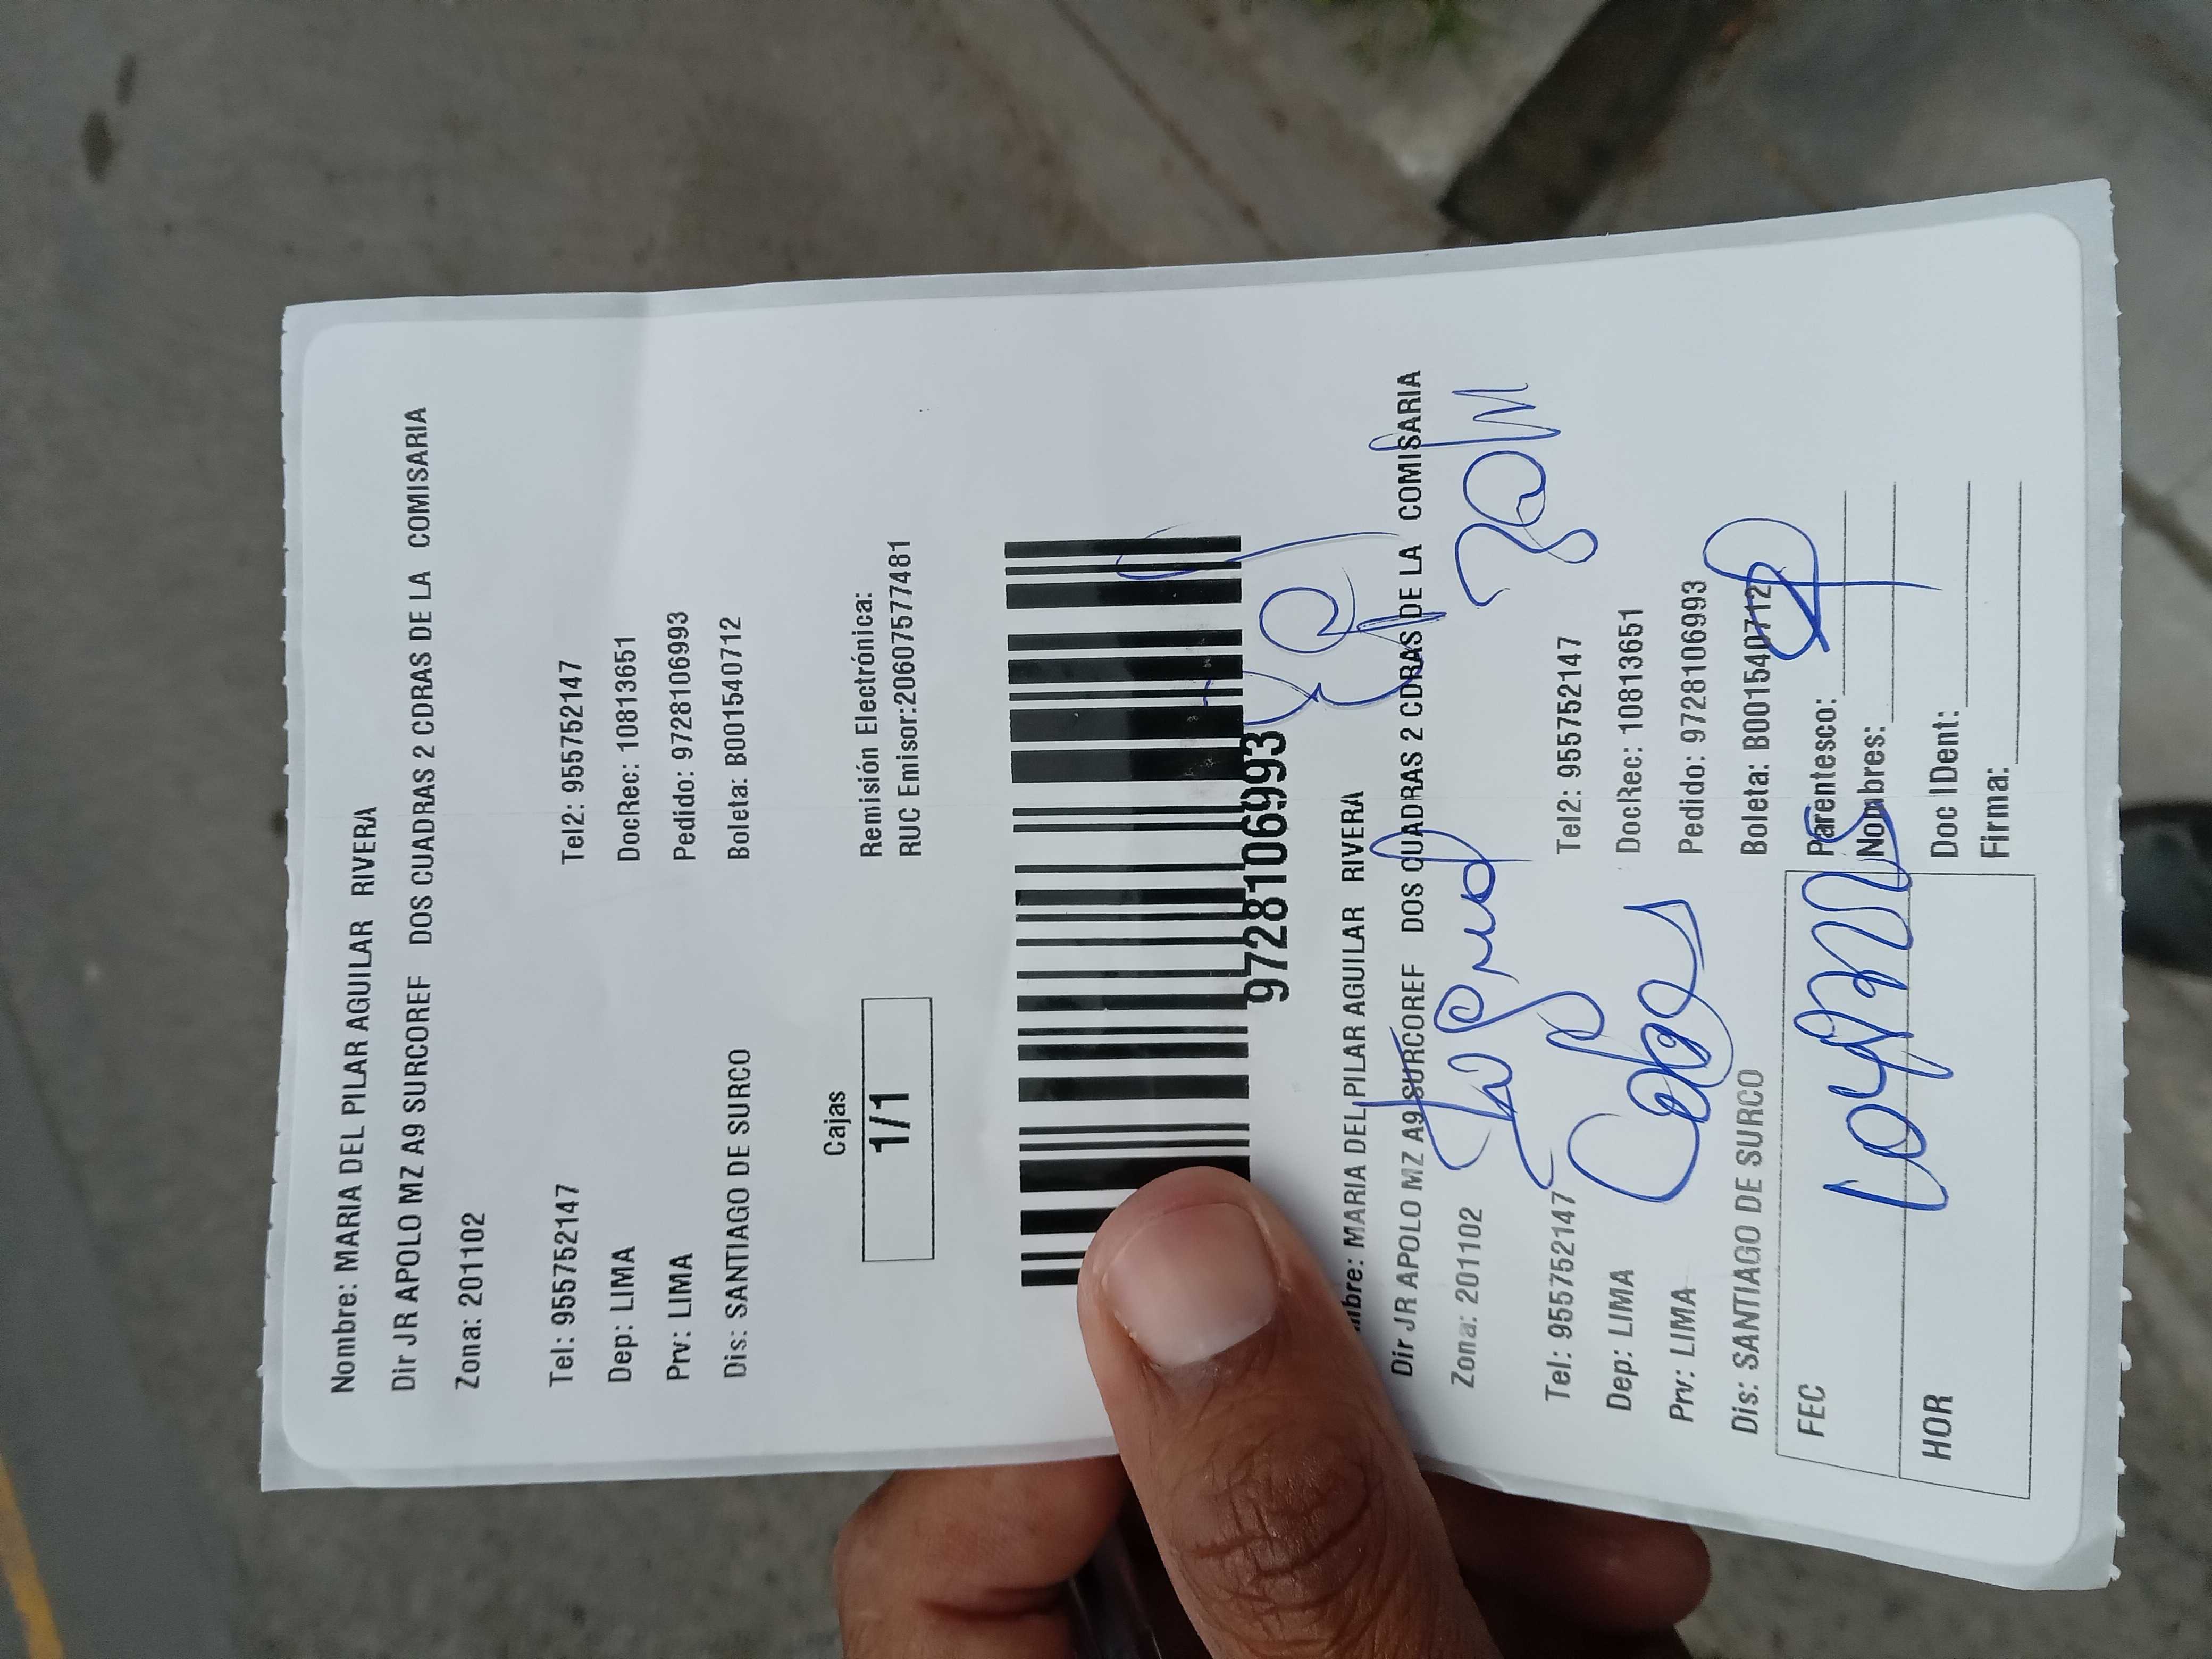 Nombre: MARIA DEL PILAR AGUILAR RIVERA
Dir JR APOLO MZ A9 SURCOREF DOS CUADRAS 2 CDRAS DE LA COMISARIA
Zona: 201102
Tel: 955752147 Tel2: 955752147
Dep: LIMA DocRec: 10813651
Prv: LIMA Pedido: 9728106993
Dis: SANTIAGO DE SURCO Boleta: B001540712
Cajas Remisión Electrónica:
1/1 RUC Emisor:20607577481
9728106993
mbre: MARIA DEL PILAR AGUILAR RIVERA
Dir JR APOLO MZ A9 SURCOREF DOS CUADRAS 2 CDRAS DE LA COMISARIA
Zona: 201102
Tel: 955752147 Tel2: 955752147
Dep: LIMA DocRec: 10813651
Prv: LIMA Pedido: 9728106993
Dis: SANTIAGO DE SURCO Boleta: B001540712
FEC Parentesco:
Nombres:
HOR Doc IDent:
Firma: